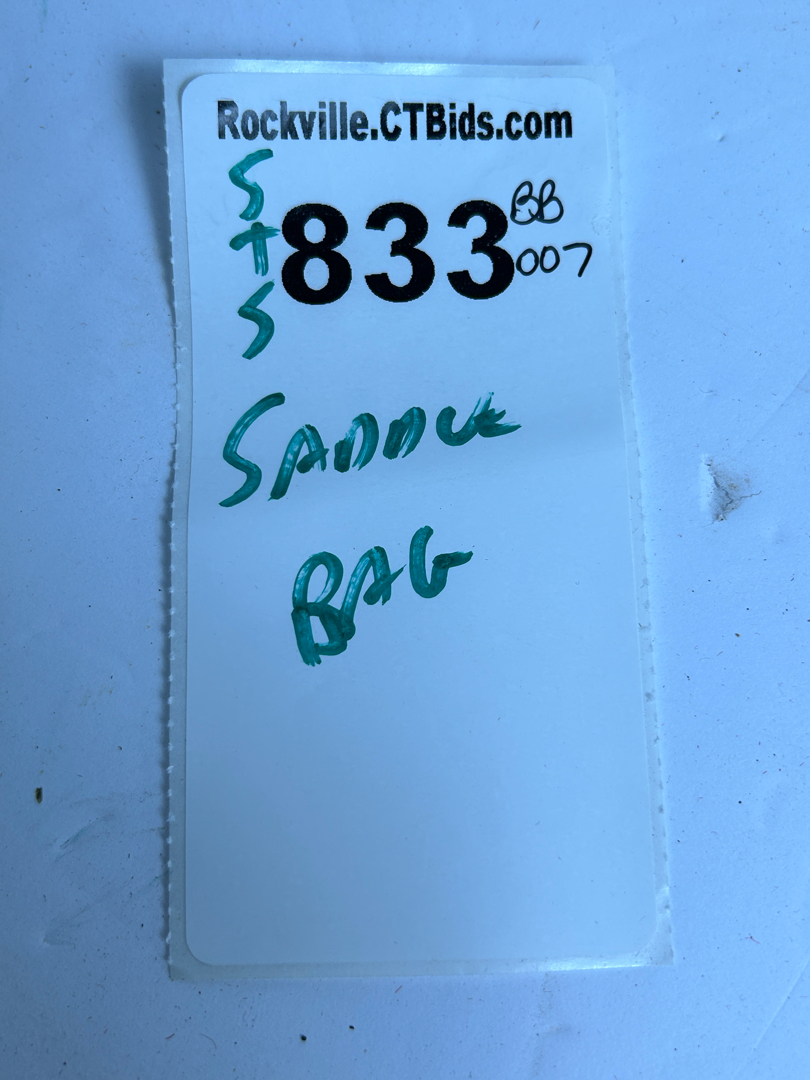 Rockville.CTBids.com
S+S
833
BB
007
SADDLE
BAG